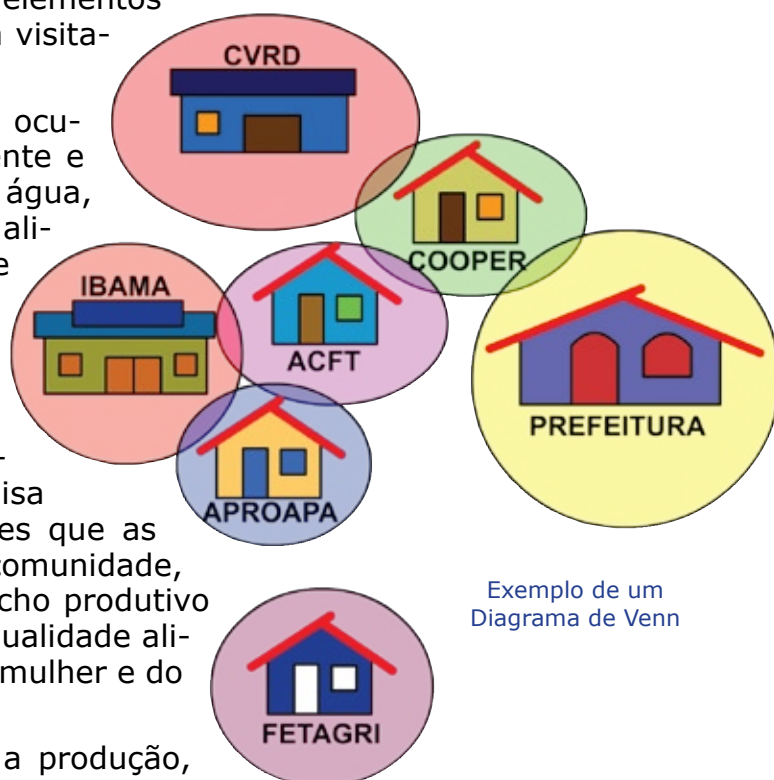 elementos
visita-
ocu-
ente e
água,
ali-
e
isa
es que as
comunidade,
cho produtivo
ualidade ali-
mulher e do
a produção,
CVRD
COOPER
IBAMA
ACFT
PREFEITURA
APROAPA
FETAGRI
Exemplo de um
Diagrama de Venn